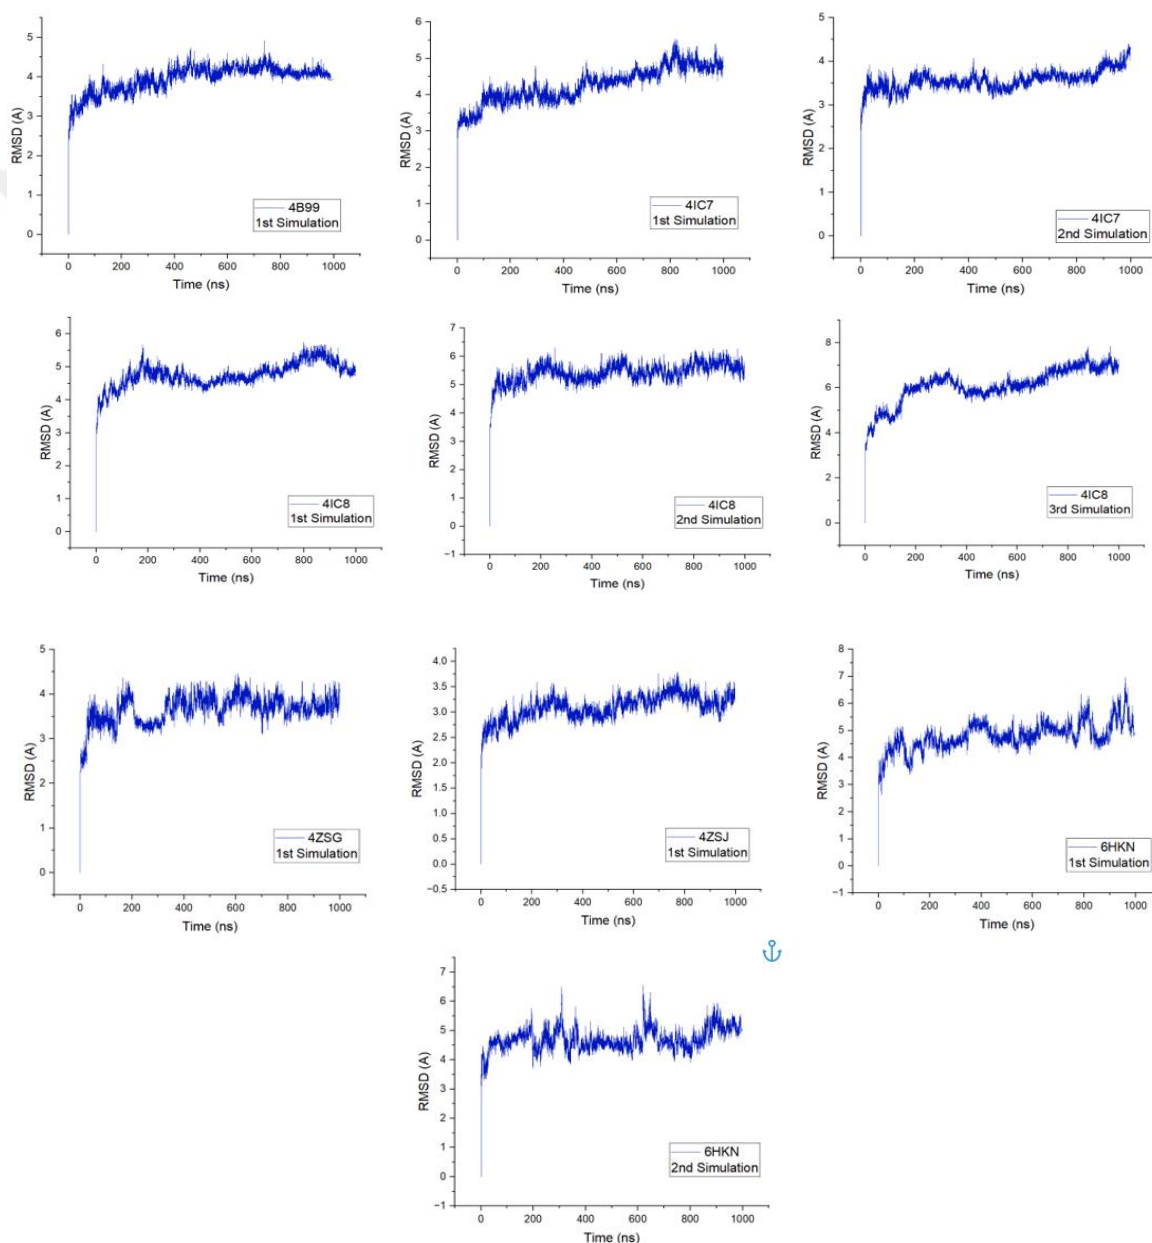 RMSD (A)
5
4
3
2
1
0
4B99
1st Simulation
0 200 400 600 800 1000
Time (ns)
RMSD (A)
6
5
4
3
2
1
0
4IC7
1st Simulation
0 200 400 600 800 1000
Time (ns)
RMSD (A)
5
4
3
2
1
0
4IC7
2nd Simulation
0 200 400 600 800 1000
Time (ns)
RMSD (A)
6
5
4
3
2
1
0
4IC8
1st Simulation
0 200 400 600 800 1000
Time (ns)
RMSD (A)
7
6
5
4
3
2
1
0
−1
4IC8
2nd Simulation
0 200 400 600 800 1000
Time (ns)
RMSD (A)
8
6
4
2
0
4IC8
3rd Simulation
0 200 400 600 800 1000
Time (ns)
RMSD (A)
5
4
3
2
1
0
4ZSG
1st Simulation
0 200 400 600 800 1000
Time (ns)
RMSD (A)
4.0
3.5
3.0
2.5
2.0
1.5
1.0
0.5
0.0
−0.5
4ZSJ
1st Simulation
0 200 400 600 800 1000
Time (ns)
RMSD (A)
8
7
6
5
4
3
2
1
0
−1
6HKN
1st Simulation
0 200 400 600 800 1000
Time (ns)
RMSD (A)
7
6
5
4
3
2
1
0
−1
6HKN
2nd Simulation
0 200 400 600 800 1000
Time (ns)